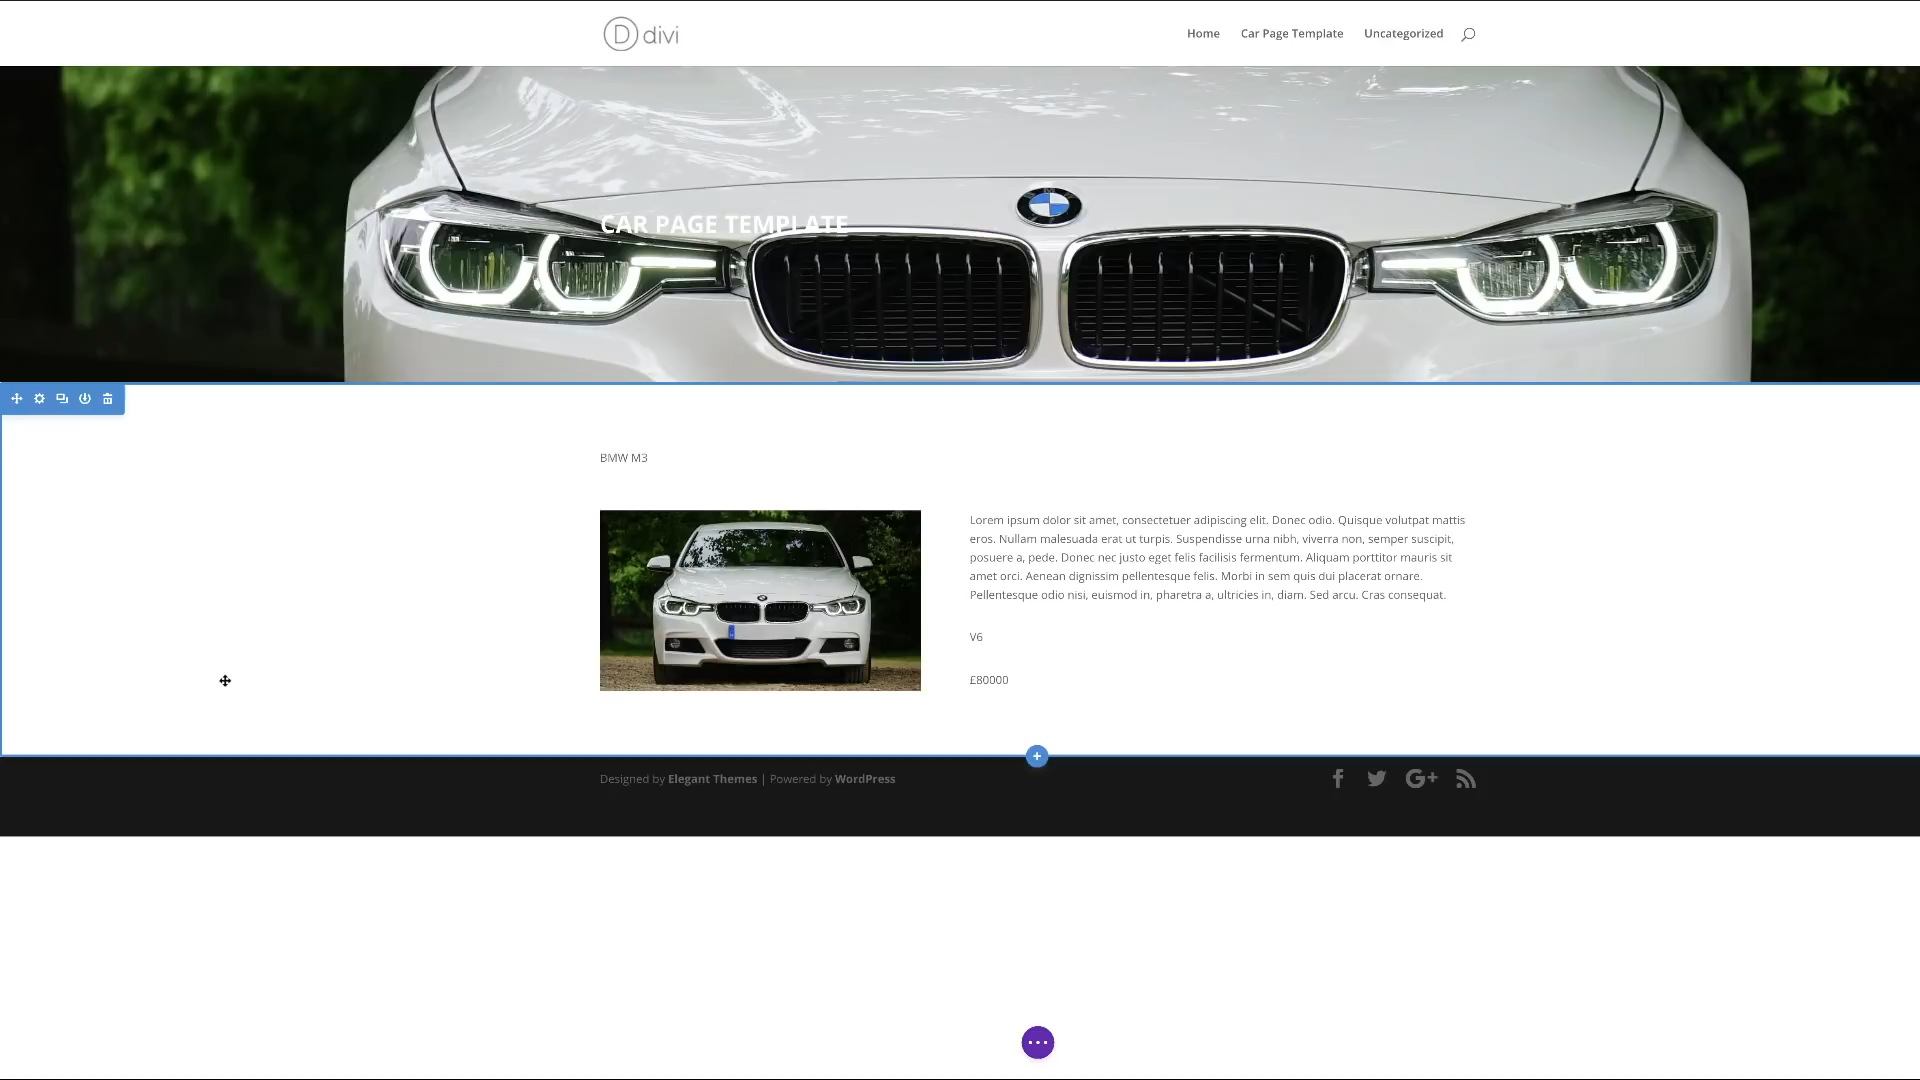 divi
Home
Car Page Template
Uncategorized
CAR PAGE TEMPLATE
BMW M3
Lorem ipsum dolor sit amet, consectetuer adipiscing elit. Donec odio. Quisque volutpat mattis
eros. Nullam malesuada erat ut turpis. Suspendisse urna nibh, viverra non, semper suscipit,
posuere a, pede. Donec nec justo eget felis facilisis fermentum. Aliquam porttitor mauris sit
amet orci. Aenean dignissim pellentesque felis. Morbi in sem quis dui placerat ornare.
Pellentesque odio nisi, euismod in, pharetra a, ultricies in, diam. Sed arcu. Cras consequat.
V6
£80000
Designed by Elegant Themes | Powered by WordPress